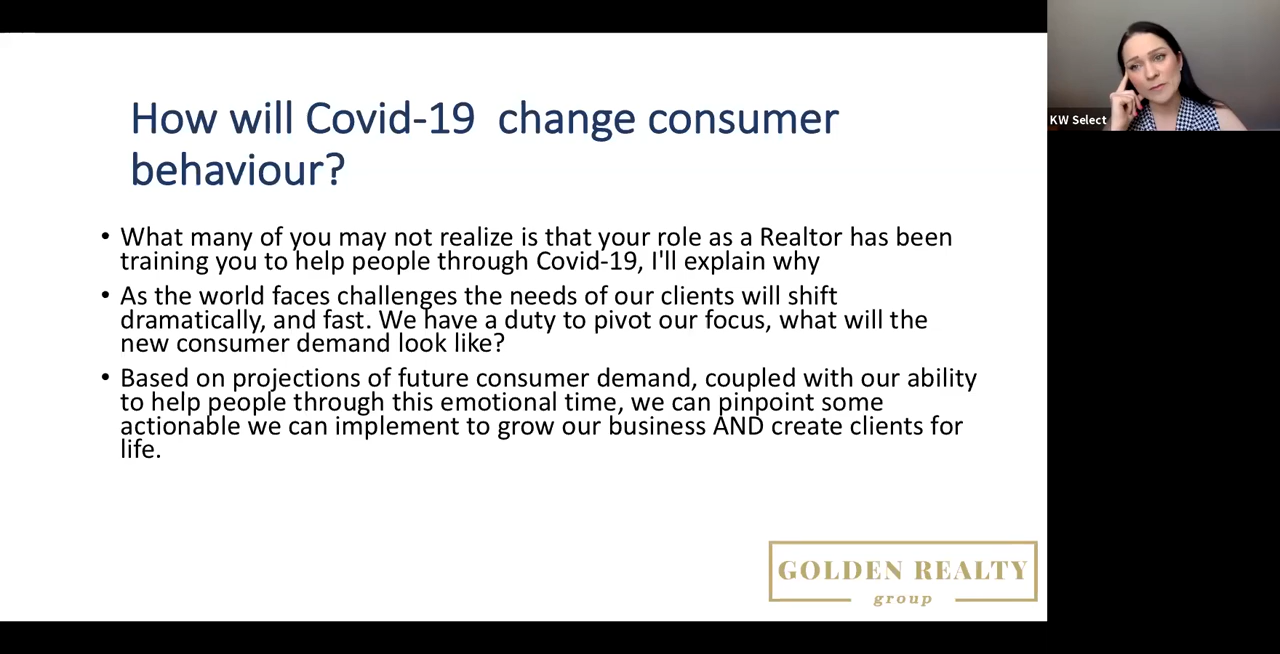 How will Covid-19  change consumer
behaviour?
• What many of you may not realize is that your role as a Realtor has been
training you to help people through Covid-19, I'll explain why
• As the world faces challenges the needs of our clients will shift
dramatically, and fast. We have a duty to pivot our focus, what will the
new consumer demand look like?
• Based on projections of future consumer demand, coupled with our ability
to help people through this emotional time, we can pinpoint some
actionable we can implement to grow our business AND create clients for
life.
GOLDEN REALTY
group
KW Select